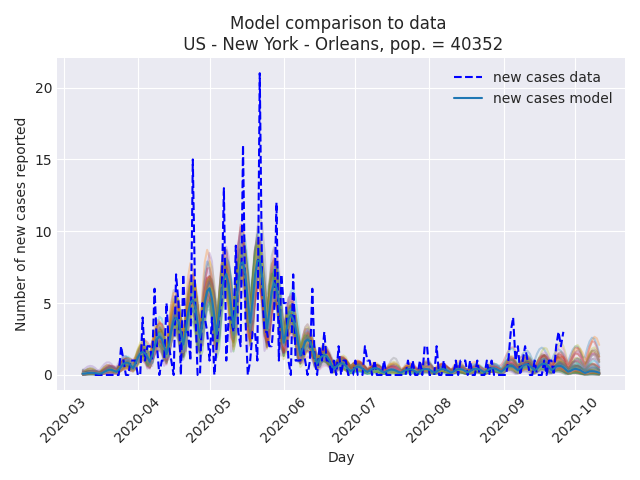 Model comparison to data
US - New York - Orleans, pop. = 40352
new cases data
new cases model
Number of new cases reported
20
15
10
5
0
2020-03
2020-04
2020-05
2020-06
2020-07
2020-08
2020-09
2020-10
Day